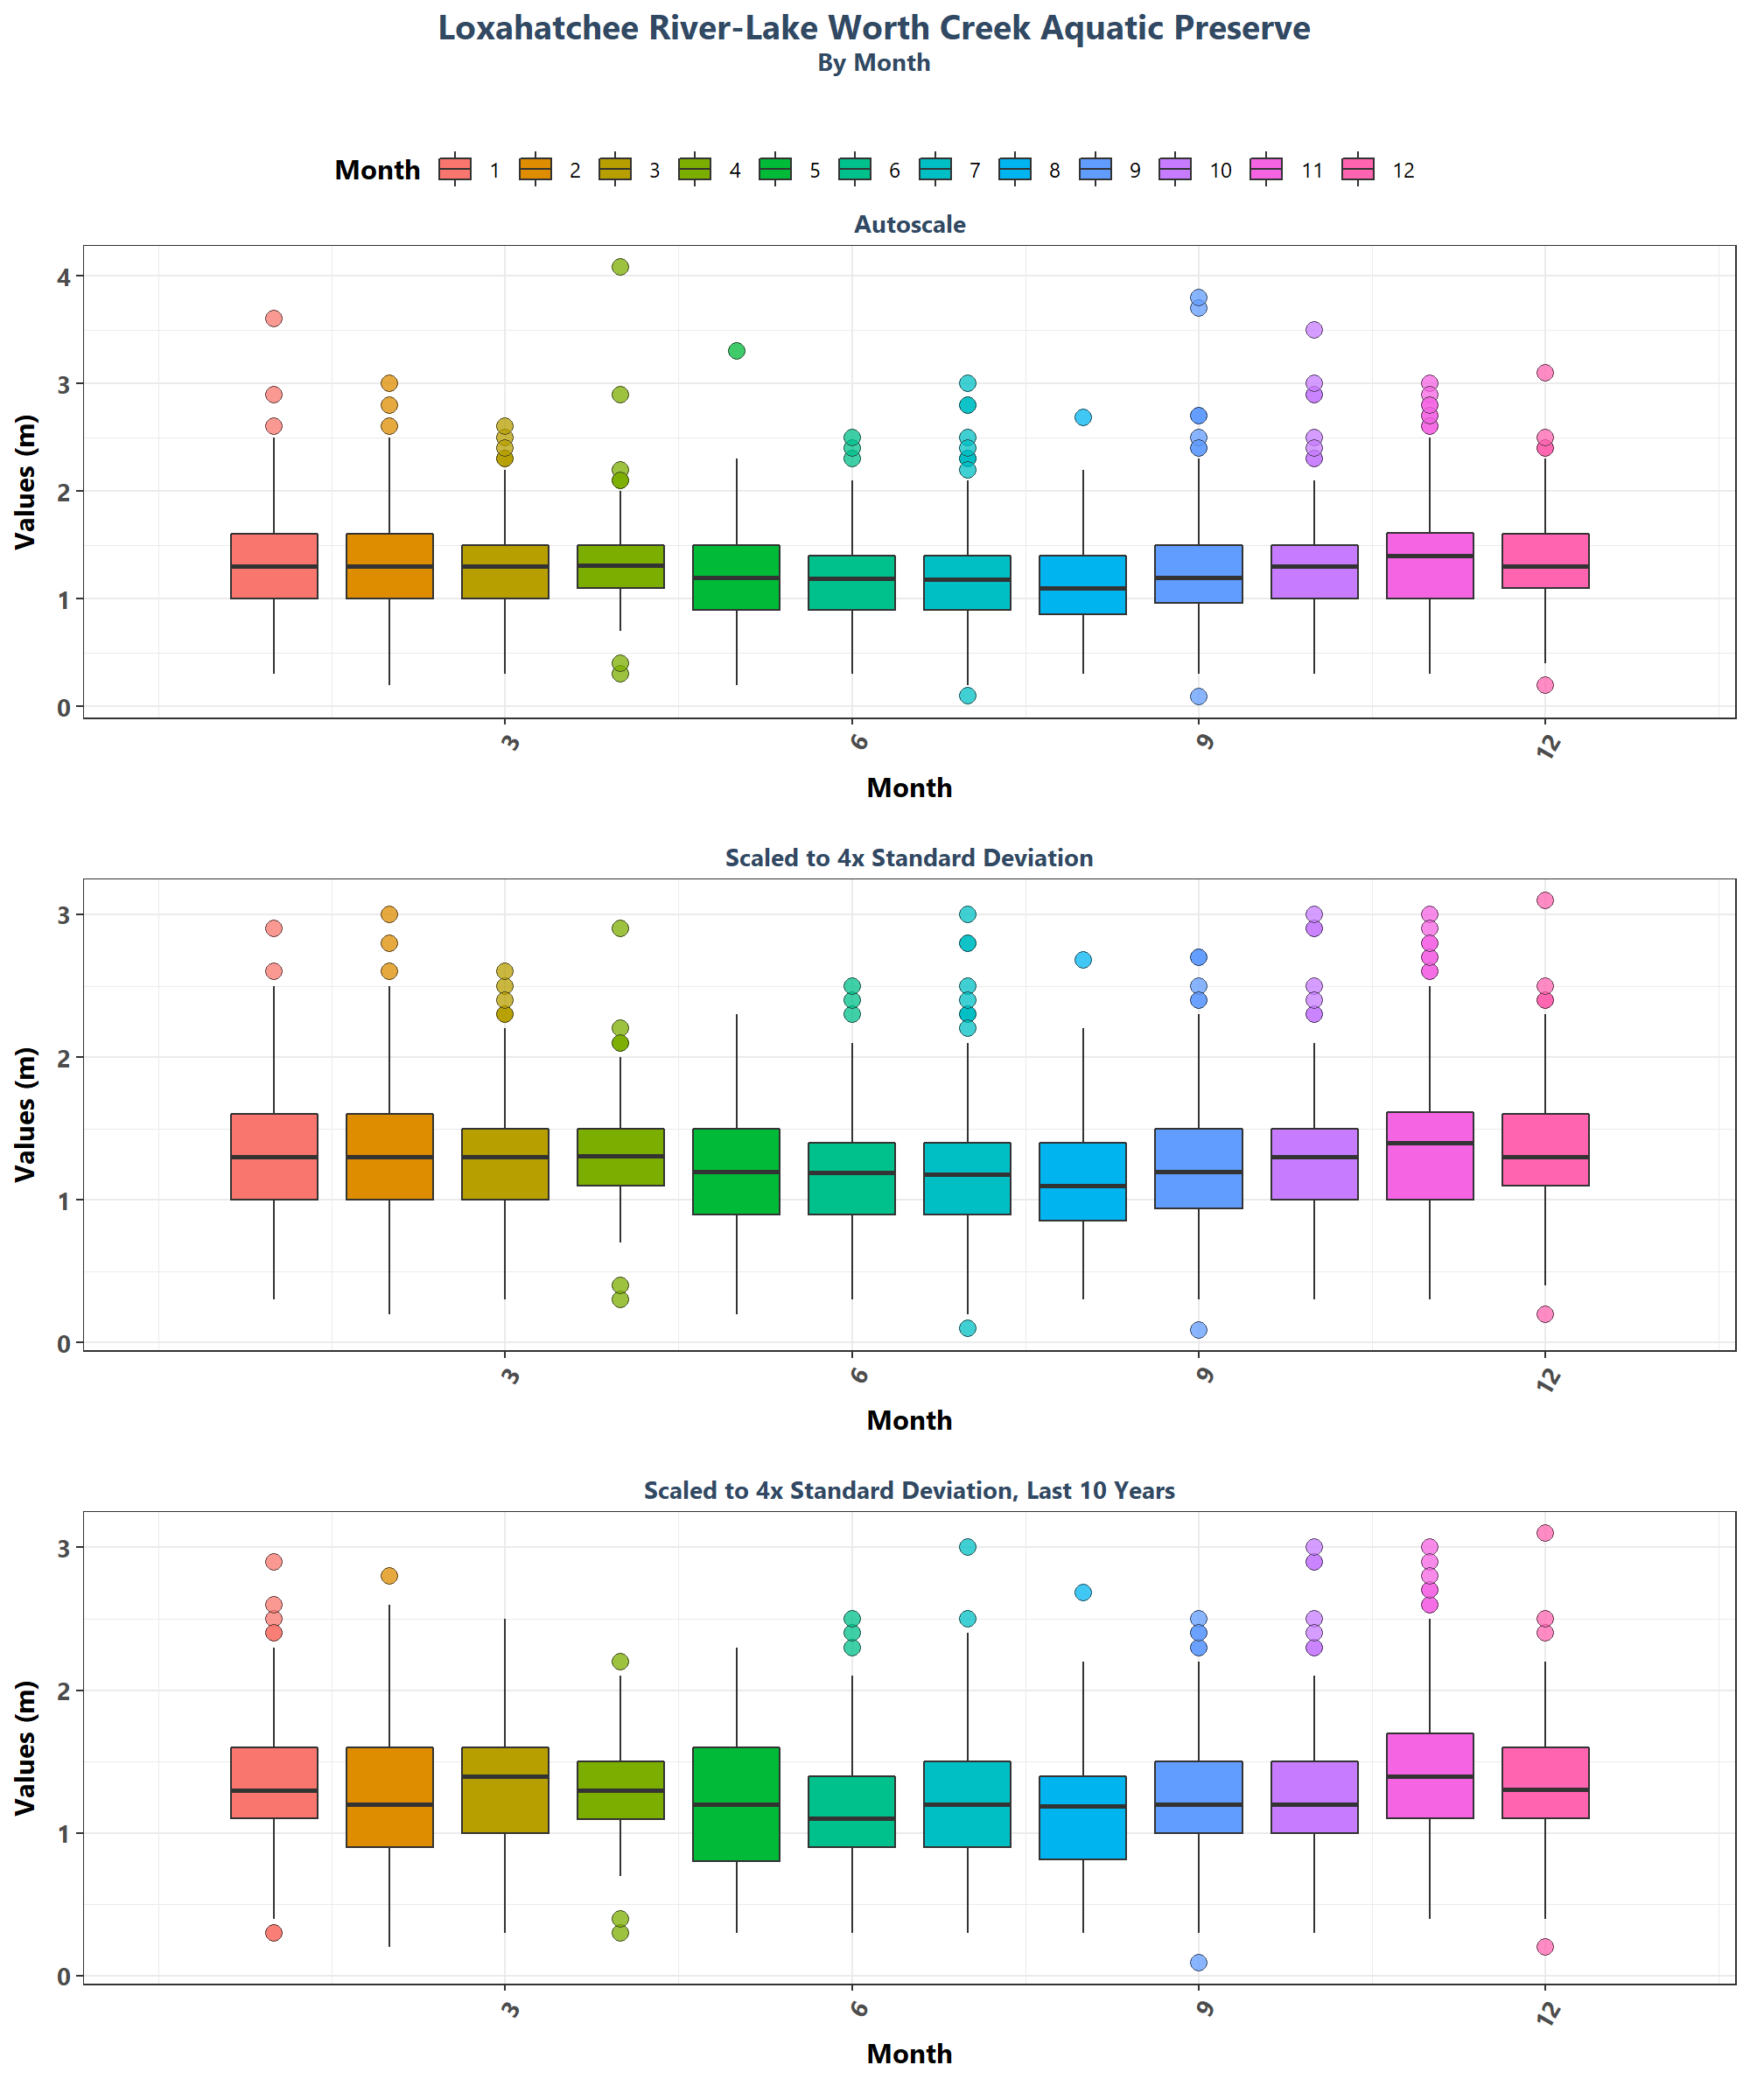 Loxahatchee River-Lake Worth Creek Aquatic Preserve
By Month
Month 1 2 3 4 5 6 7 8 9 10 11 12
Autoscale
Values (m)
4
3
2
1
0
3 6 9 12
Month
Scaled to 4x Standard Deviation
Values (m)
3
2
1
0
3 6 9 12
Month
Scaled to 4x Standard Deviation, Last 10 Years
Values (m)
3
2
1
0
3 6 9 12
Month